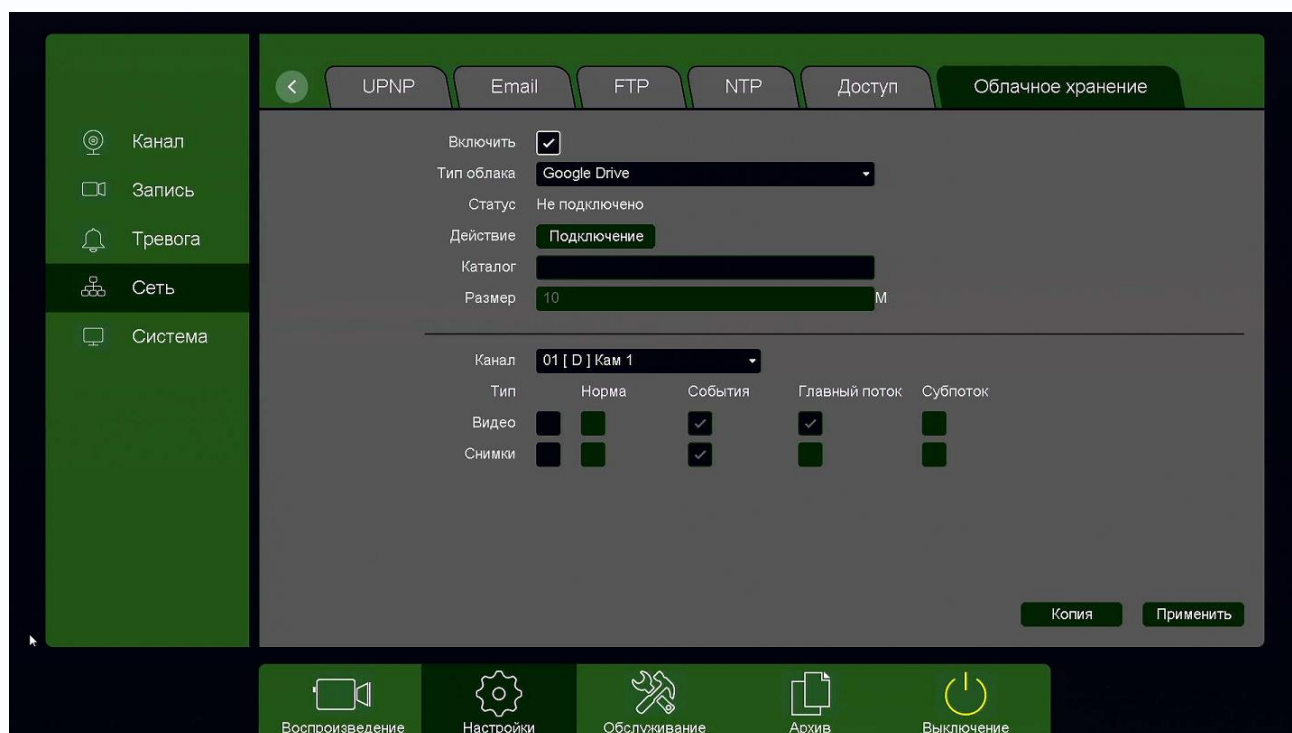 UPNP Email FTP NTP Доступ Облачное хранение
Канал
Запись
Тревога
Сеть
Система
Включить
Тип облака Google Drive
Статус Не подключено
Действие Подключение
Каталог
Размер 10 М
Канал 01 [ D ] Кам 1
Тип Норма События Главный поток Субпоток
Видео
Снимки
Копия Применить
Воспроизведение Настройки Обслуживание Архив Выключение